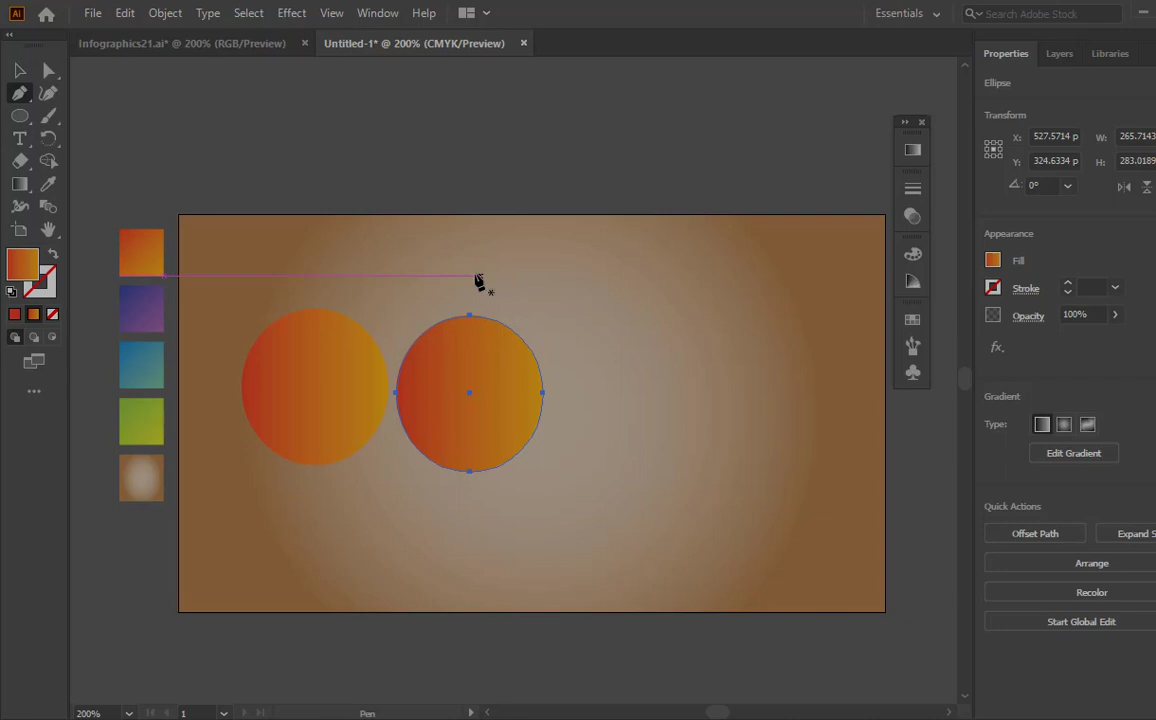 Ai File Edit Object Type Select Effect View Window Help Essentials Search Adobe Stock
Infographics21.ai* @ 200% (RGB/Preview) × Untitled-1* @ 200% (CMYK/Preview) ×
Properties Layers Libraries
Ellipse
Transform
X: 527.5714 p W: 265.7143
Y: 324.6334 p H: 283.0189
0°
Appearance
Fill
Stroke
Opacity 100%
fx.
Gradient
Type:
Edit Gradient
Quick Actions
Offset Path Expand S
Arrange
Recolor
Start Global Edit
200% 1 Pen